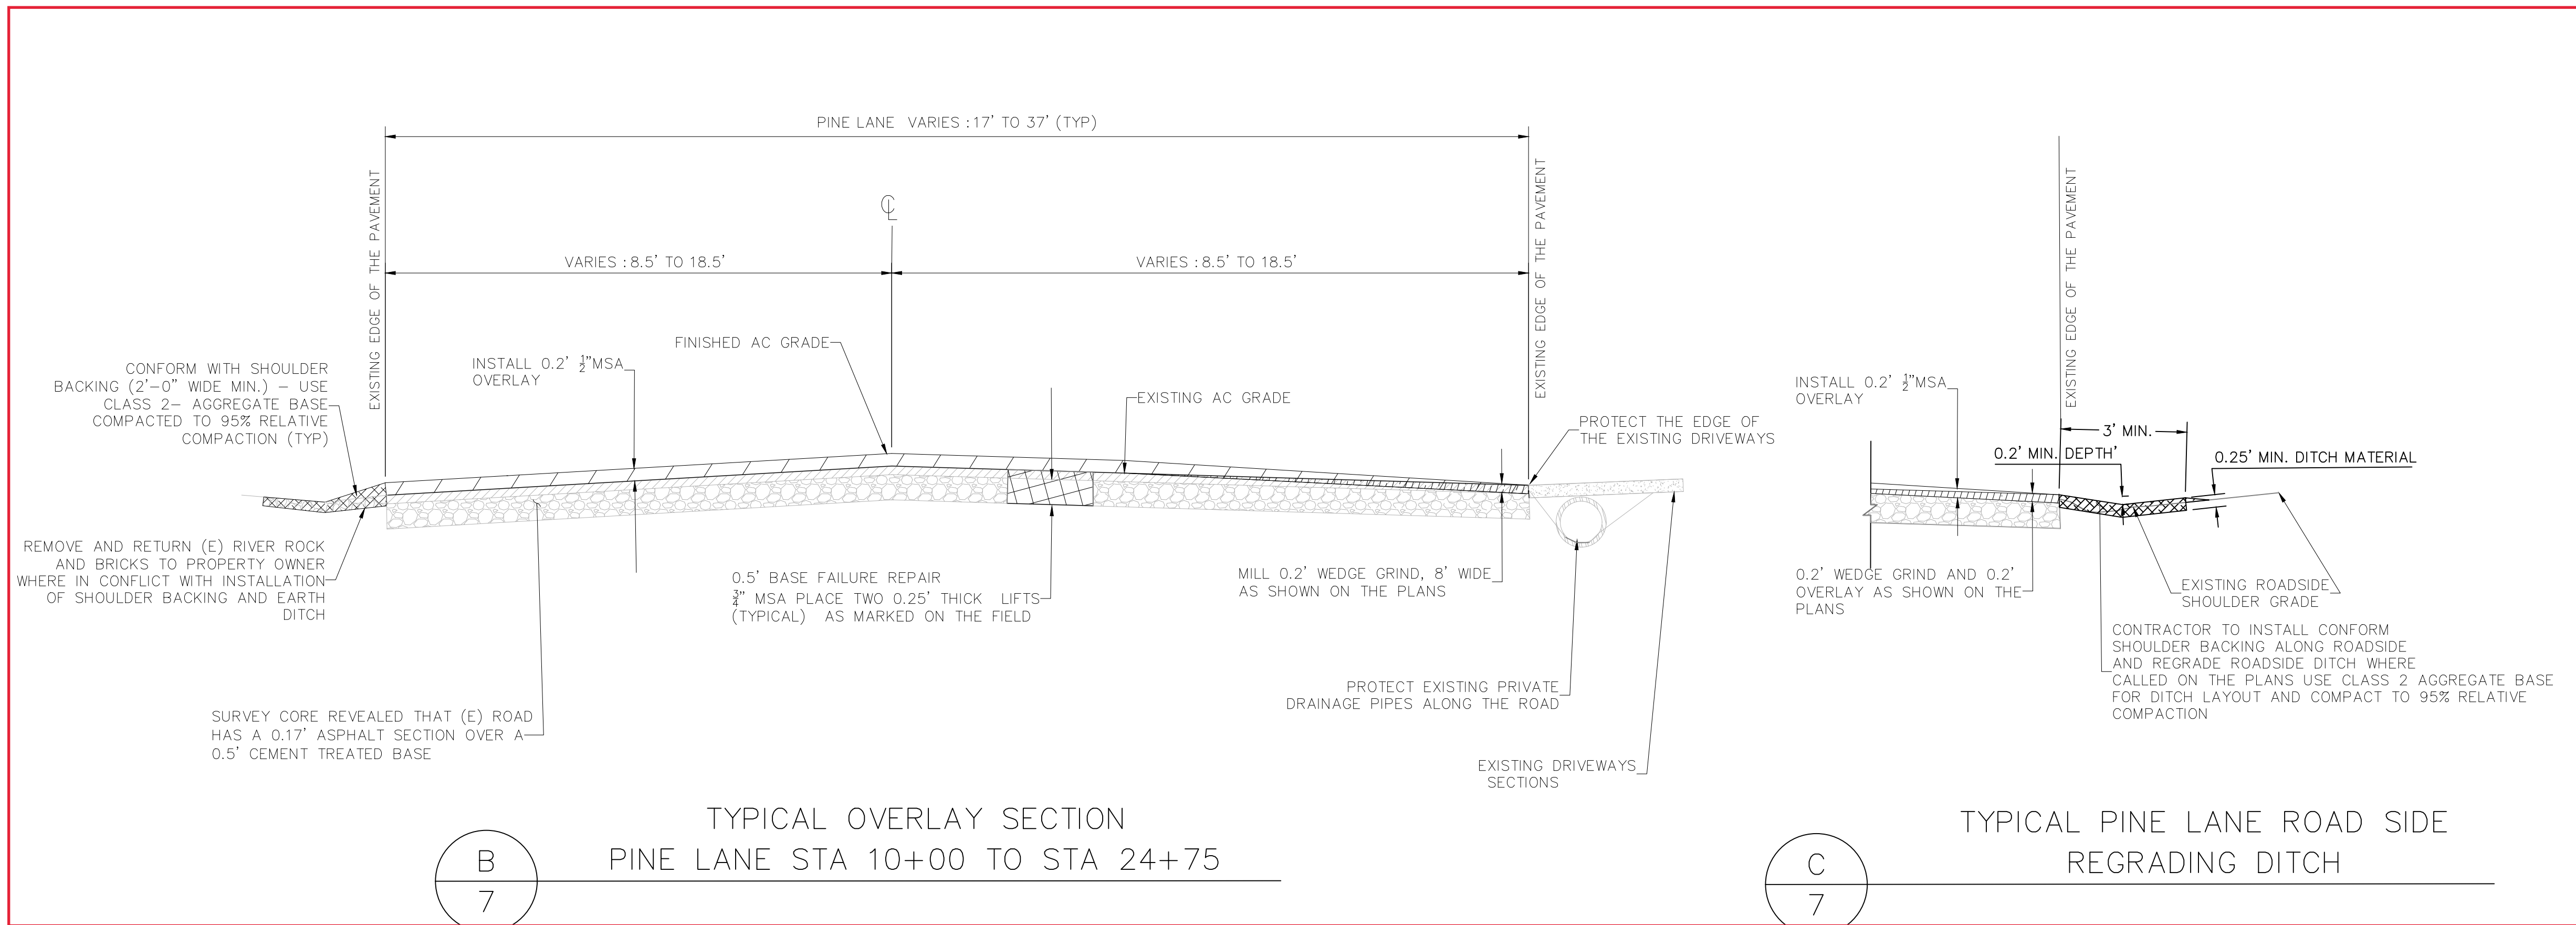 PINE LANE  VARIES : 17' TO 37' (TYP)
EXISTING EDGE OF THE PAVEMENT
℄
EXISTING EDGE OF THE PAVEMENT
VARIES : 8.5' TO 18.5'
VARIES : 8.5' TO 18.5'
FINISHED AC GRADE
CONFORM WITH SHOULDER
BACKING (2'-0" WIDE MIN.) - USE
CLASS 2- AGGREGATE BASE
COMPACTED TO 95% RELATIVE
COMPACTION (TYP)
INSTALL 0.2' 1/2"MSA
OVERLAY
EXISTING AC GRADE
PROTECT THE EDGE OF
THE EXISTING DRIVEWAYS
REMOVE AND RETURN (E) RIVER ROCK
AND BRICKS TO PROPERTY OWNER
WHERE IN CONFLICT WITH INSTALLATION
OF SHOULDER BACKING AND EARTH
DITCH
0.5' BASE FAILURE REPAIR
3/4" MSA PLACE TWO 0.25' THICK  LIFTS
(TYPICAL)  AS MARKED ON THE FIELD
MILL 0.2' WEDGE GRIND, 8' WIDE
AS SHOWN ON THE PLANS
PROTECT EXISTING PRIVATE
DRAINAGE PIPES ALONG THE ROAD
SURVEY CORE REVEALED THAT (E) ROAD
HAS A 0.17' ASPHALT SECTION OVER A
0.5' CEMENT TREATED BASE
EXISTING DRIVEWAYS
SECTIONS
TYPICAL OVERLAY SECTION
PINE LANE STA 10+00 TO STA 24+75
B
7
EXISTING EDGE OF THE PAVEMENT
INSTALL 0.2' 1/2"MSA
OVERLAY
3' MIN.
0.2' MIN. DEPTH'
0.25' MIN. DITCH MATERIAL
0.2' WEDGE GRIND AND 0.2'
OVERLAY AS SHOWN ON THE
PLANS
EXISTING ROADSIDE
SHOULDER GRADE
CONTRACTOR TO INSTALL CONFORM
SHOULDER BACKING ALONG ROADSIDE
AND REGRADE ROADSIDE DITCH WHERE
CALLED ON THE PLANS USE CLASS 2 AGGREGATE BASE
FOR DITCH LAYOUT AND COMPACT TO 95% RELATIVE
COMPACTION
TYPICAL PINE LANE ROAD SIDE
REGRADING DITCH
C
7